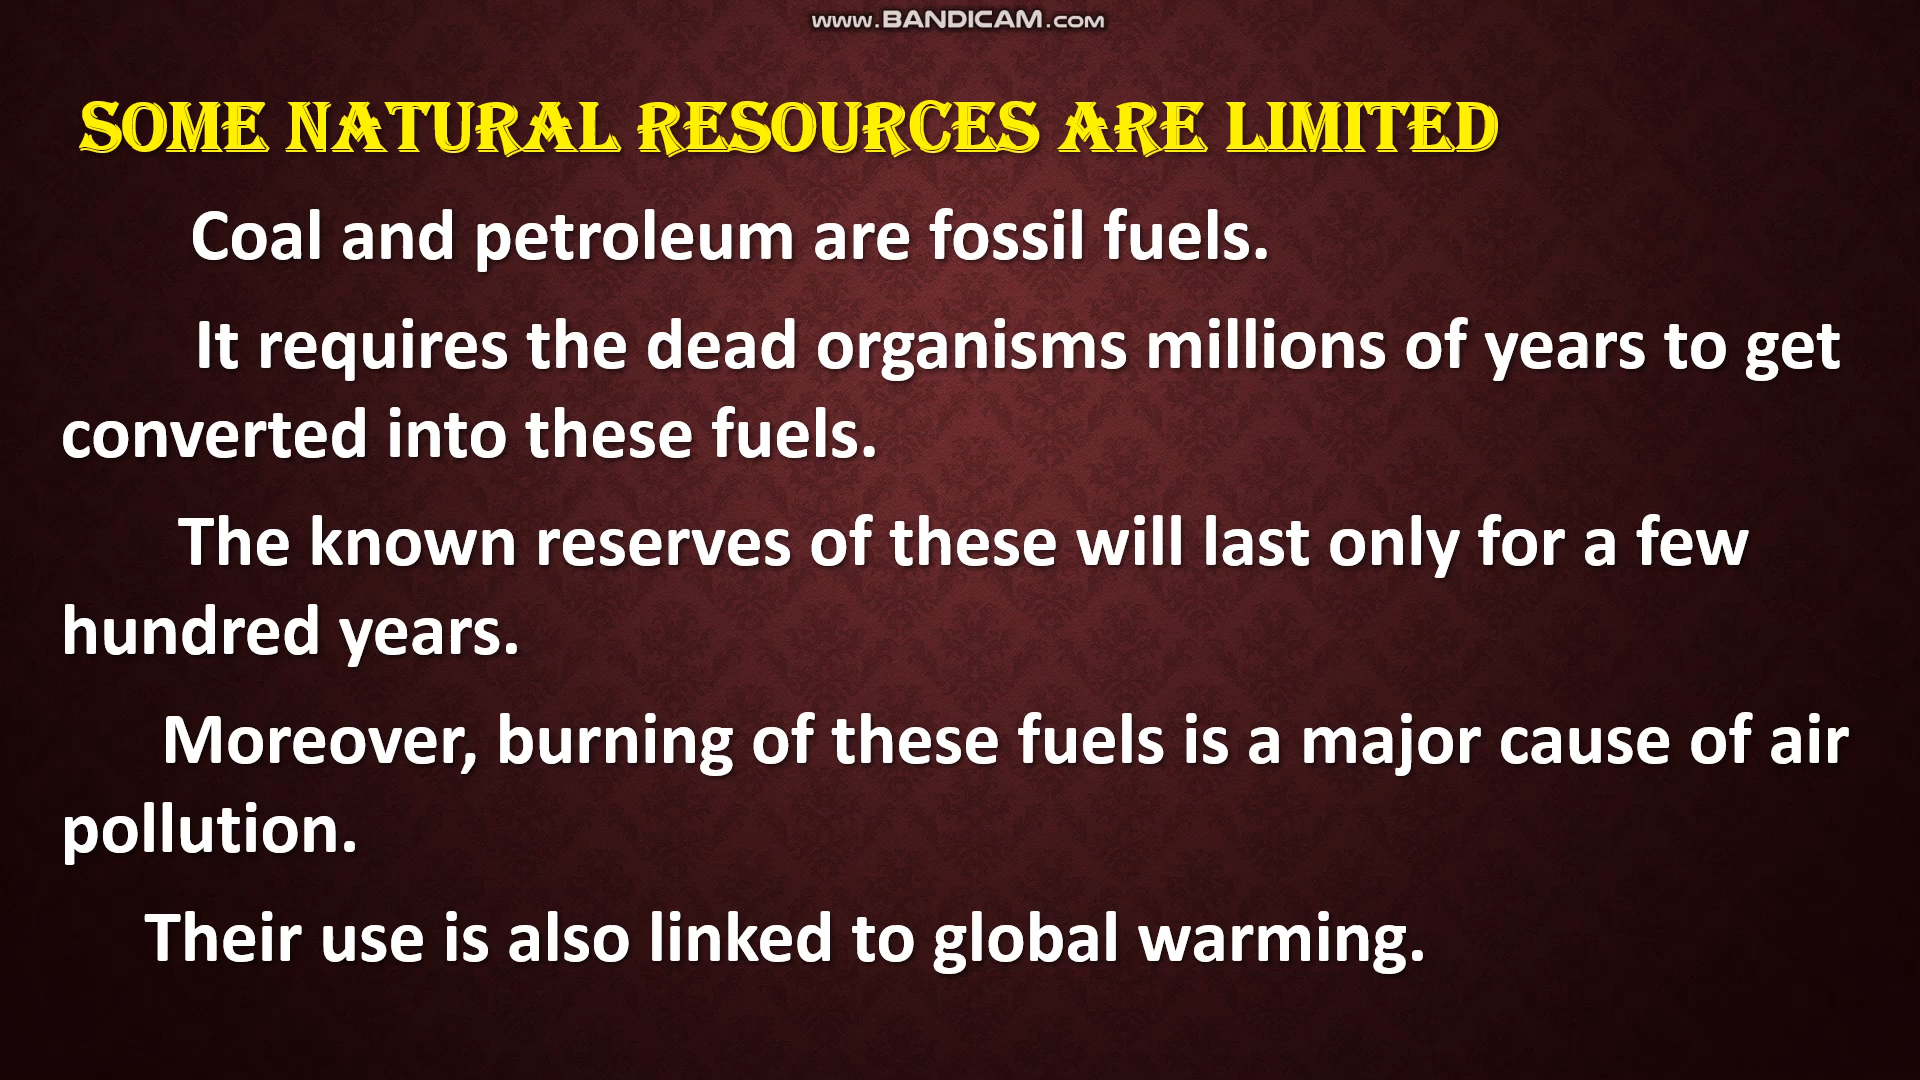 www.BANDICAM.com
SOME NATURAL RESOURCES ARE LIMITED
Coal and petroleum are fossil fuels.
It requires the dead organisms millions of years to get
converted into these fuels.
The known reserves of these will last only for a few
hundred years.
Moreover, burning of these fuels is a major cause of air
pollution.
Their use is also linked to global warming.